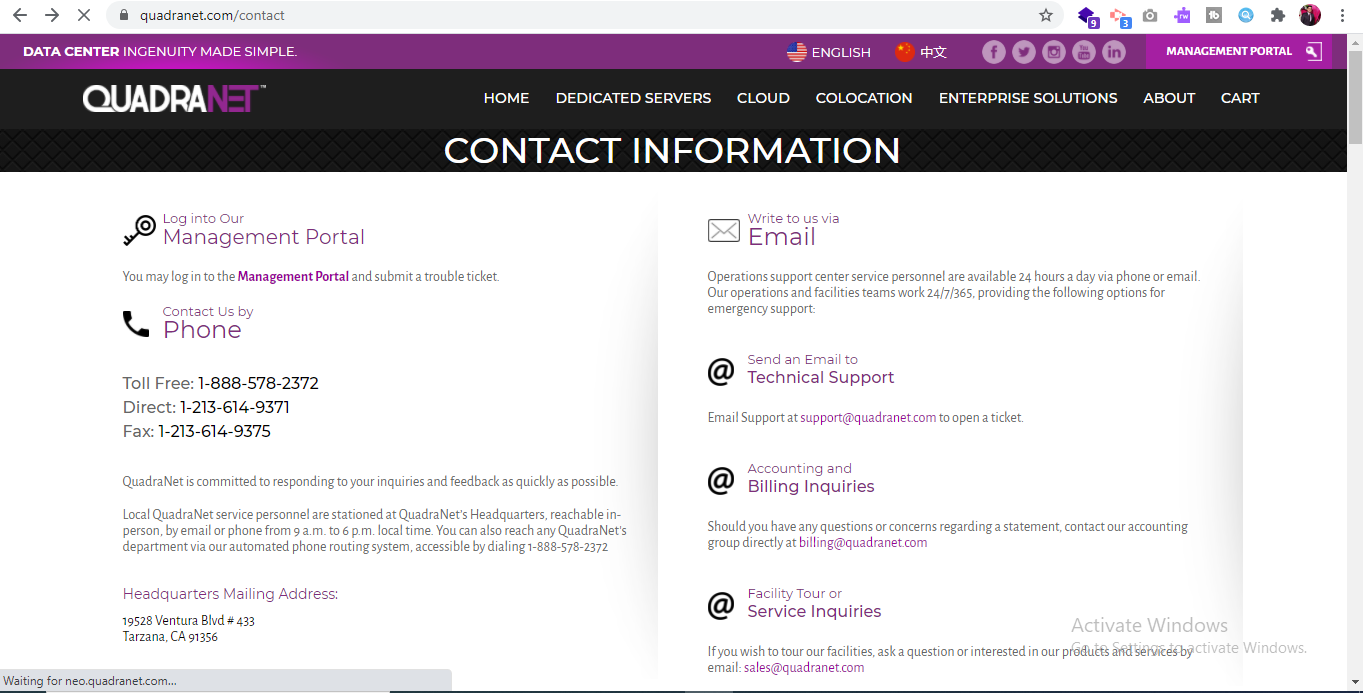 quadranet.com/contact
9
3
rw
tb
DATA CENTER INGENUITY MADE SIMPLE.
ENGLISH
中文
You Tube
MANAGEMENT PORTAL
QUADRANET™
HOME
DEDICATED SERVERS
CLOUD
COLOCATION
ENTERPRISE SOLUTIONS
ABOUT
CART
CONTACT INFORMATION
Log into Our
Management Portal
You may log in to the Management Portal and submit a trouble ticket.
Contact Us by
Phone
Toll Free: 1-888-578-2372
Direct: 1-213-614-9371
Fax: 1-213-614-9375
QuadraNet is committed to responding to your inquiries and feedback as quickly as possible.
Local QuadraNet service personnel are stationed at QuadraNet's Headquarters, reachable in-
person, by email or phone from 9 a.m. to 6 p.m. local time. You can also reach any QuadraNet's
department via our automated phone routing system, accessible by dialing 1-888-578-2372
Headquarters Mailing Address:
19528 Ventura Blvd # 433
Tarzana, CA 91356
Write to us via
Email
Operations support center service personnel are available 24 hours a day via phone or email.
Our operations and facilities teams work 24/7/365, providing the following options for
emergency support:
@
Send an Email to
Technical Support
Email Support at support@quadranet.com to open a ticket.
@
Accounting and
Billing Inquiries
Should you have any questions or concerns regarding a statement, contact our accounting
group directly at billing@quadranet.com
@
Facility Tour or
Service Inquiries
If you wish to tour our facilities, ask a question or interested in our products and services by
email: sales@quadranet.com
Activate Windows
Go to Settings to activate Windows.
Waiting for neo.quadranet.com...